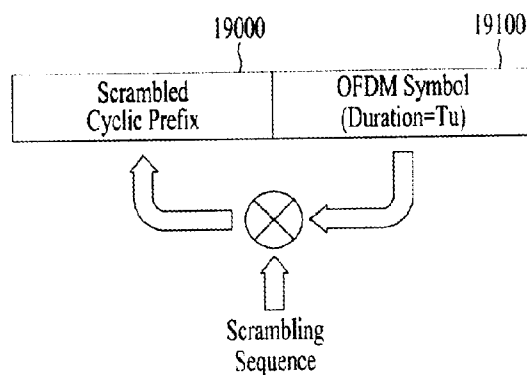 19000
19100
Scrambled
Cyclic Prefix
OFDM Symbol
(Duration=Tu)
Scrambling
Sequence